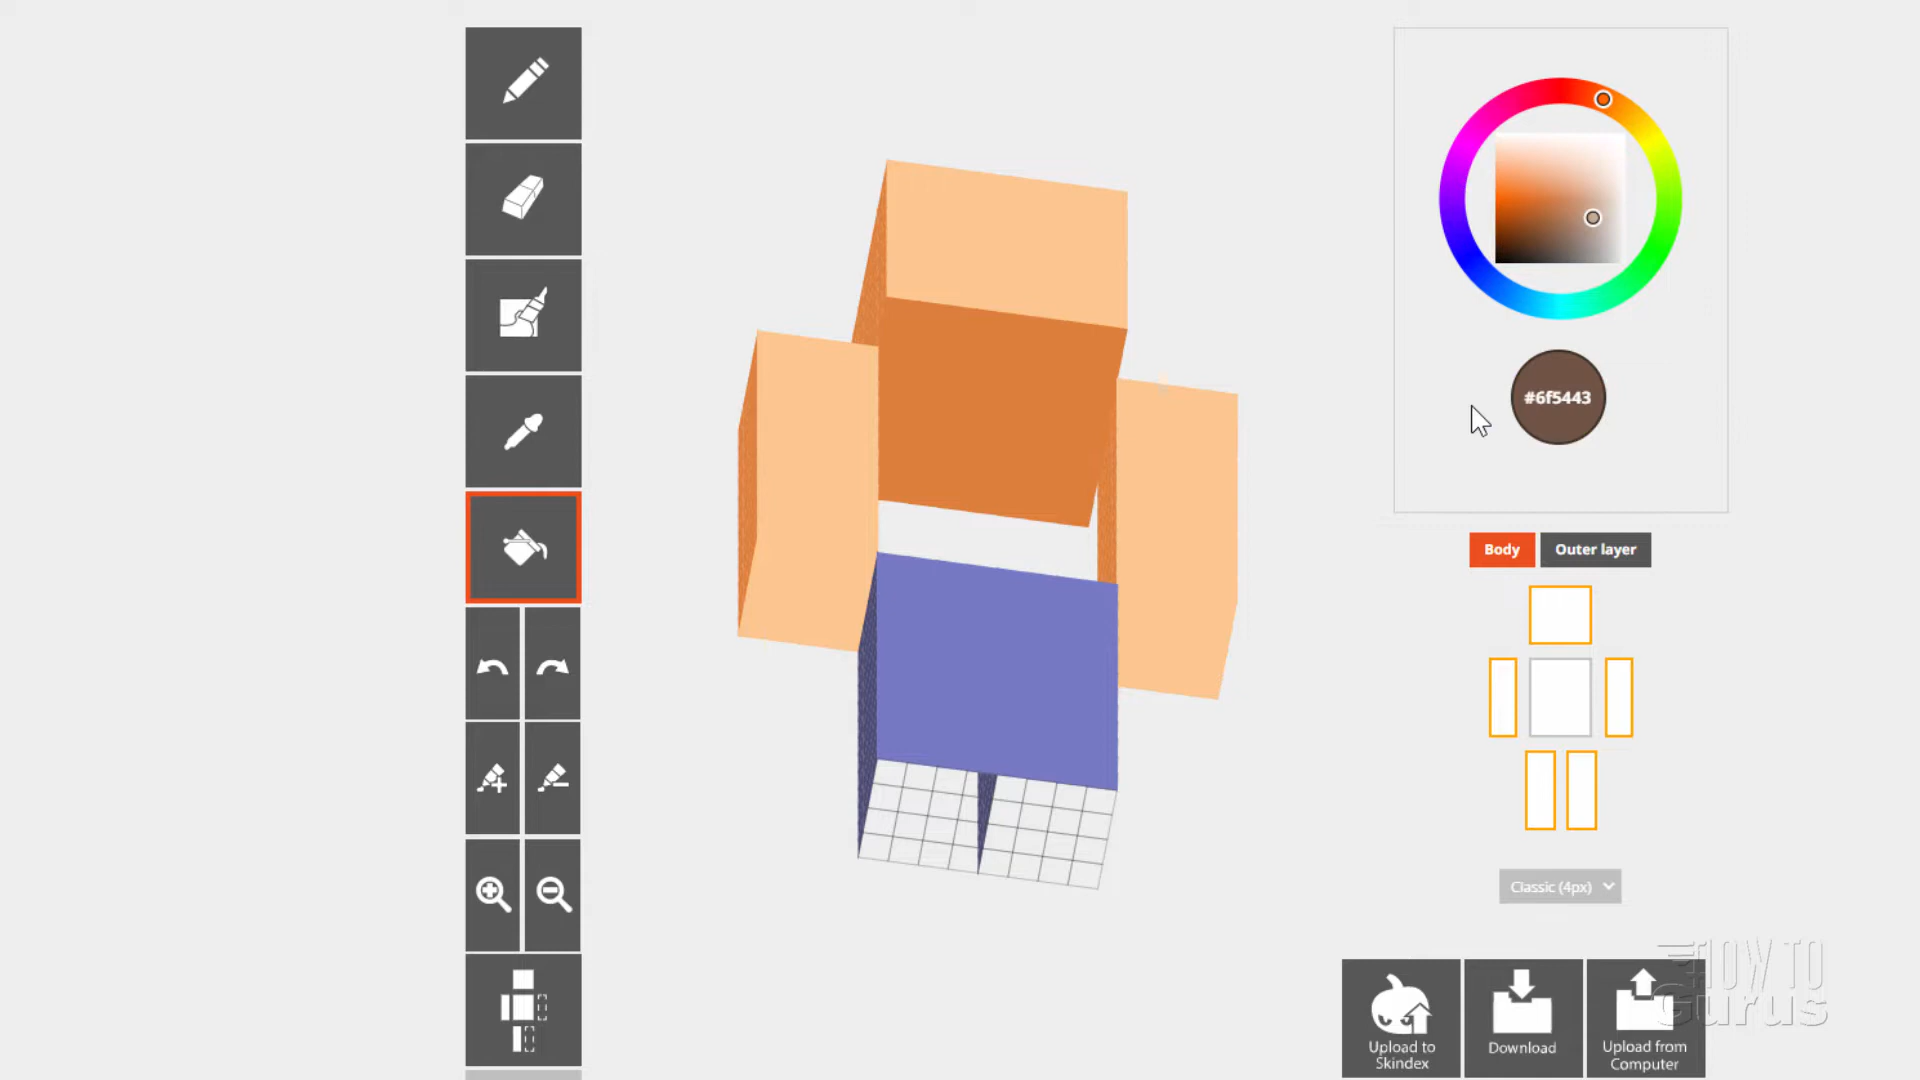 #6f5443
Body
Outer layer
Classic (4px)
Upload to
Skindex
Download
Upload from
Computer
HOW TO
Gurus